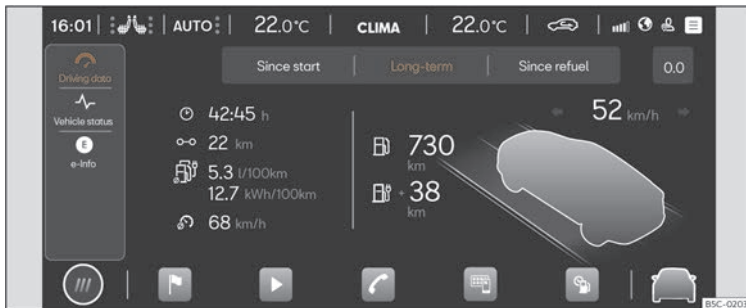 16:01 AUTO 22.0°C CLIMA 22.0°C
Since start Long-term Since refuel 0.0
Driving data
Vehicle status
E
e-Info
42:45 h
22 km
5.3 l/100km
12.7 kWh/100km
68 km/h
730
km
+38
km
52 km/h
B5C-0203